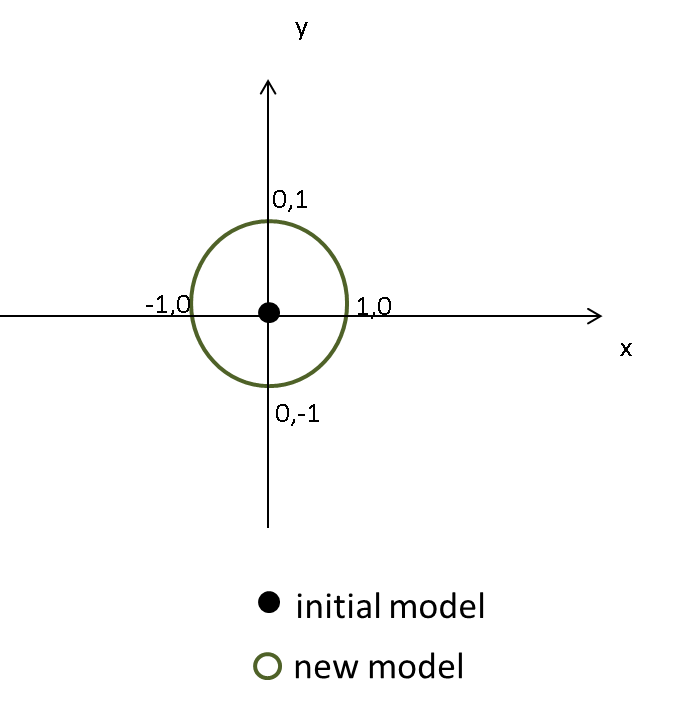 y
0,1
-1,0
1,0
x
0,-1
initial model
new model